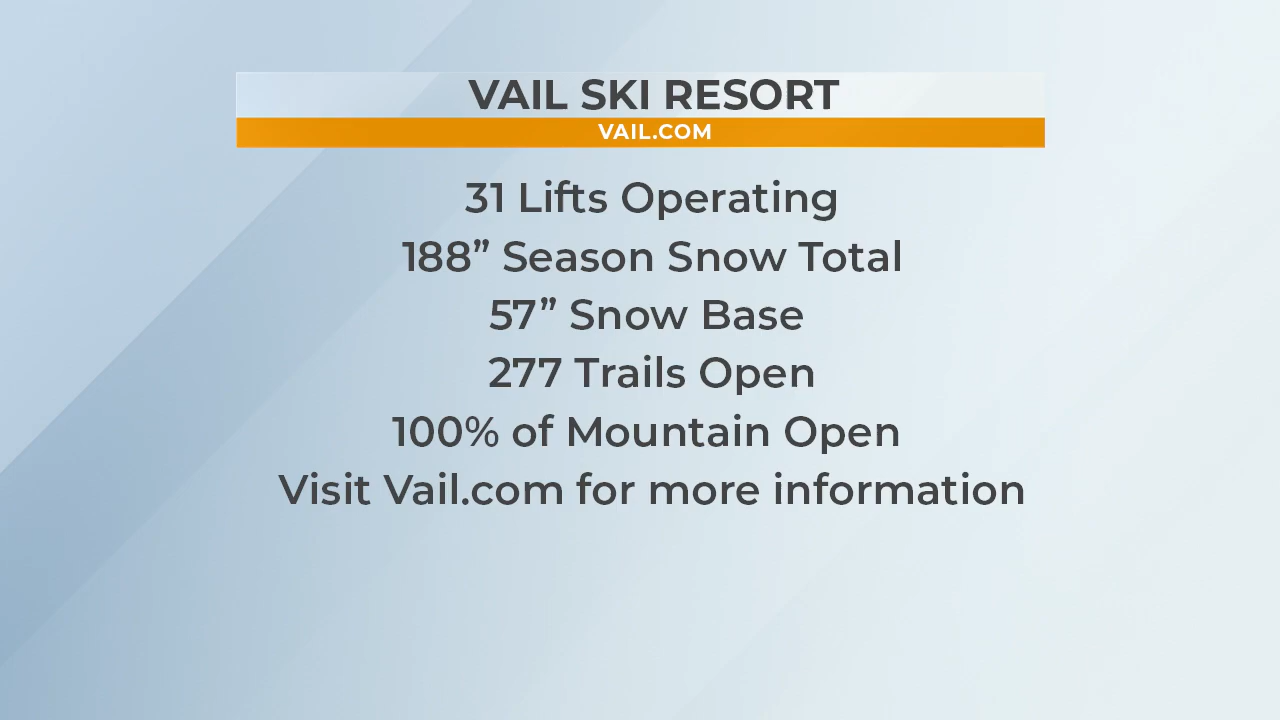 VAIL SKI RESORT
VAIL.COM
31 Lifts Operating
188” Season Snow Total
57” Snow Base
277 Trails Open
100% of Mountain Open
Visit Vail.com for more information